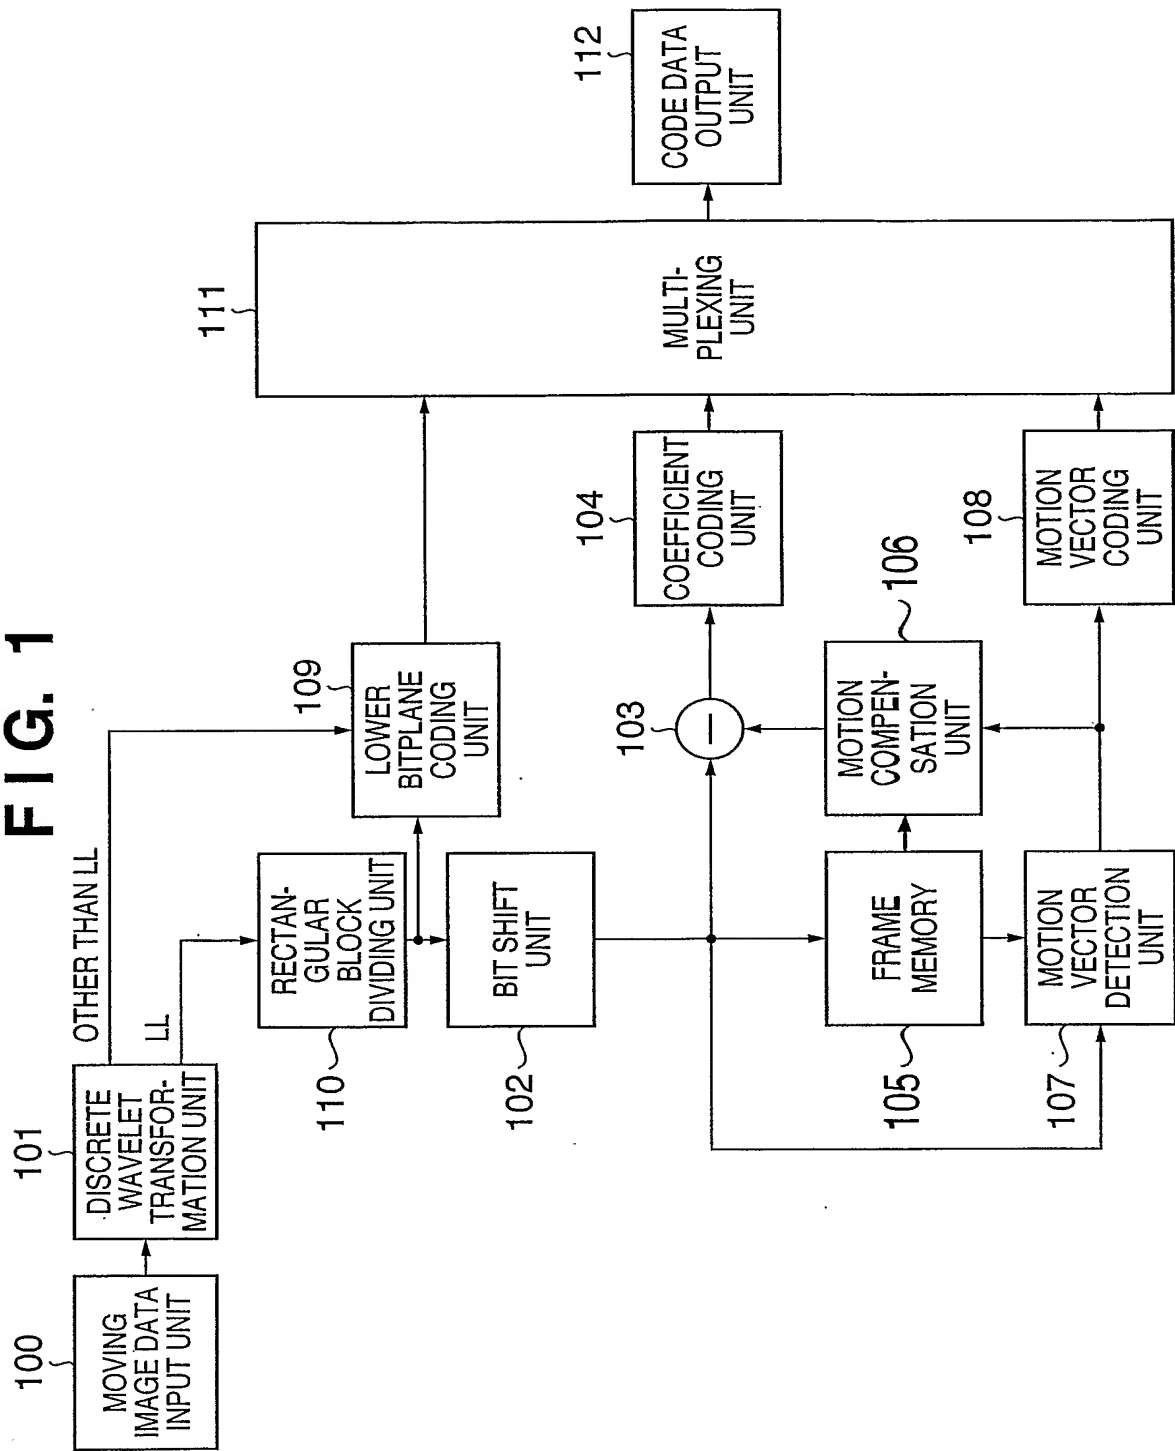 FIG. 1
100
MOVING
IMAGE DATA
INPUT UNIT
101
DISCRETE
WAVELET
TRANSFOR-
MATION UNIT
OTHER THAN LL
LL
110
RECTAN-
GULAR
BLOCK
DIVIDING UNIT
109
LOWER
BITPLANE
CODING
UNIT
102
BIT SHIFT
UNIT
103
104
COEFFICIENT
CODING
UNIT
105
FRAME
MEMORY
106
MOTION
COMPEN-
SATION
UNIT
107
MOTION
VECTOR
DETECTION
UNIT
108
MOTION
VECTOR
CODING
UNIT
111
MULTI-
PLEXING
UNIT
112
CODE DATA
OUTPUT
UNIT